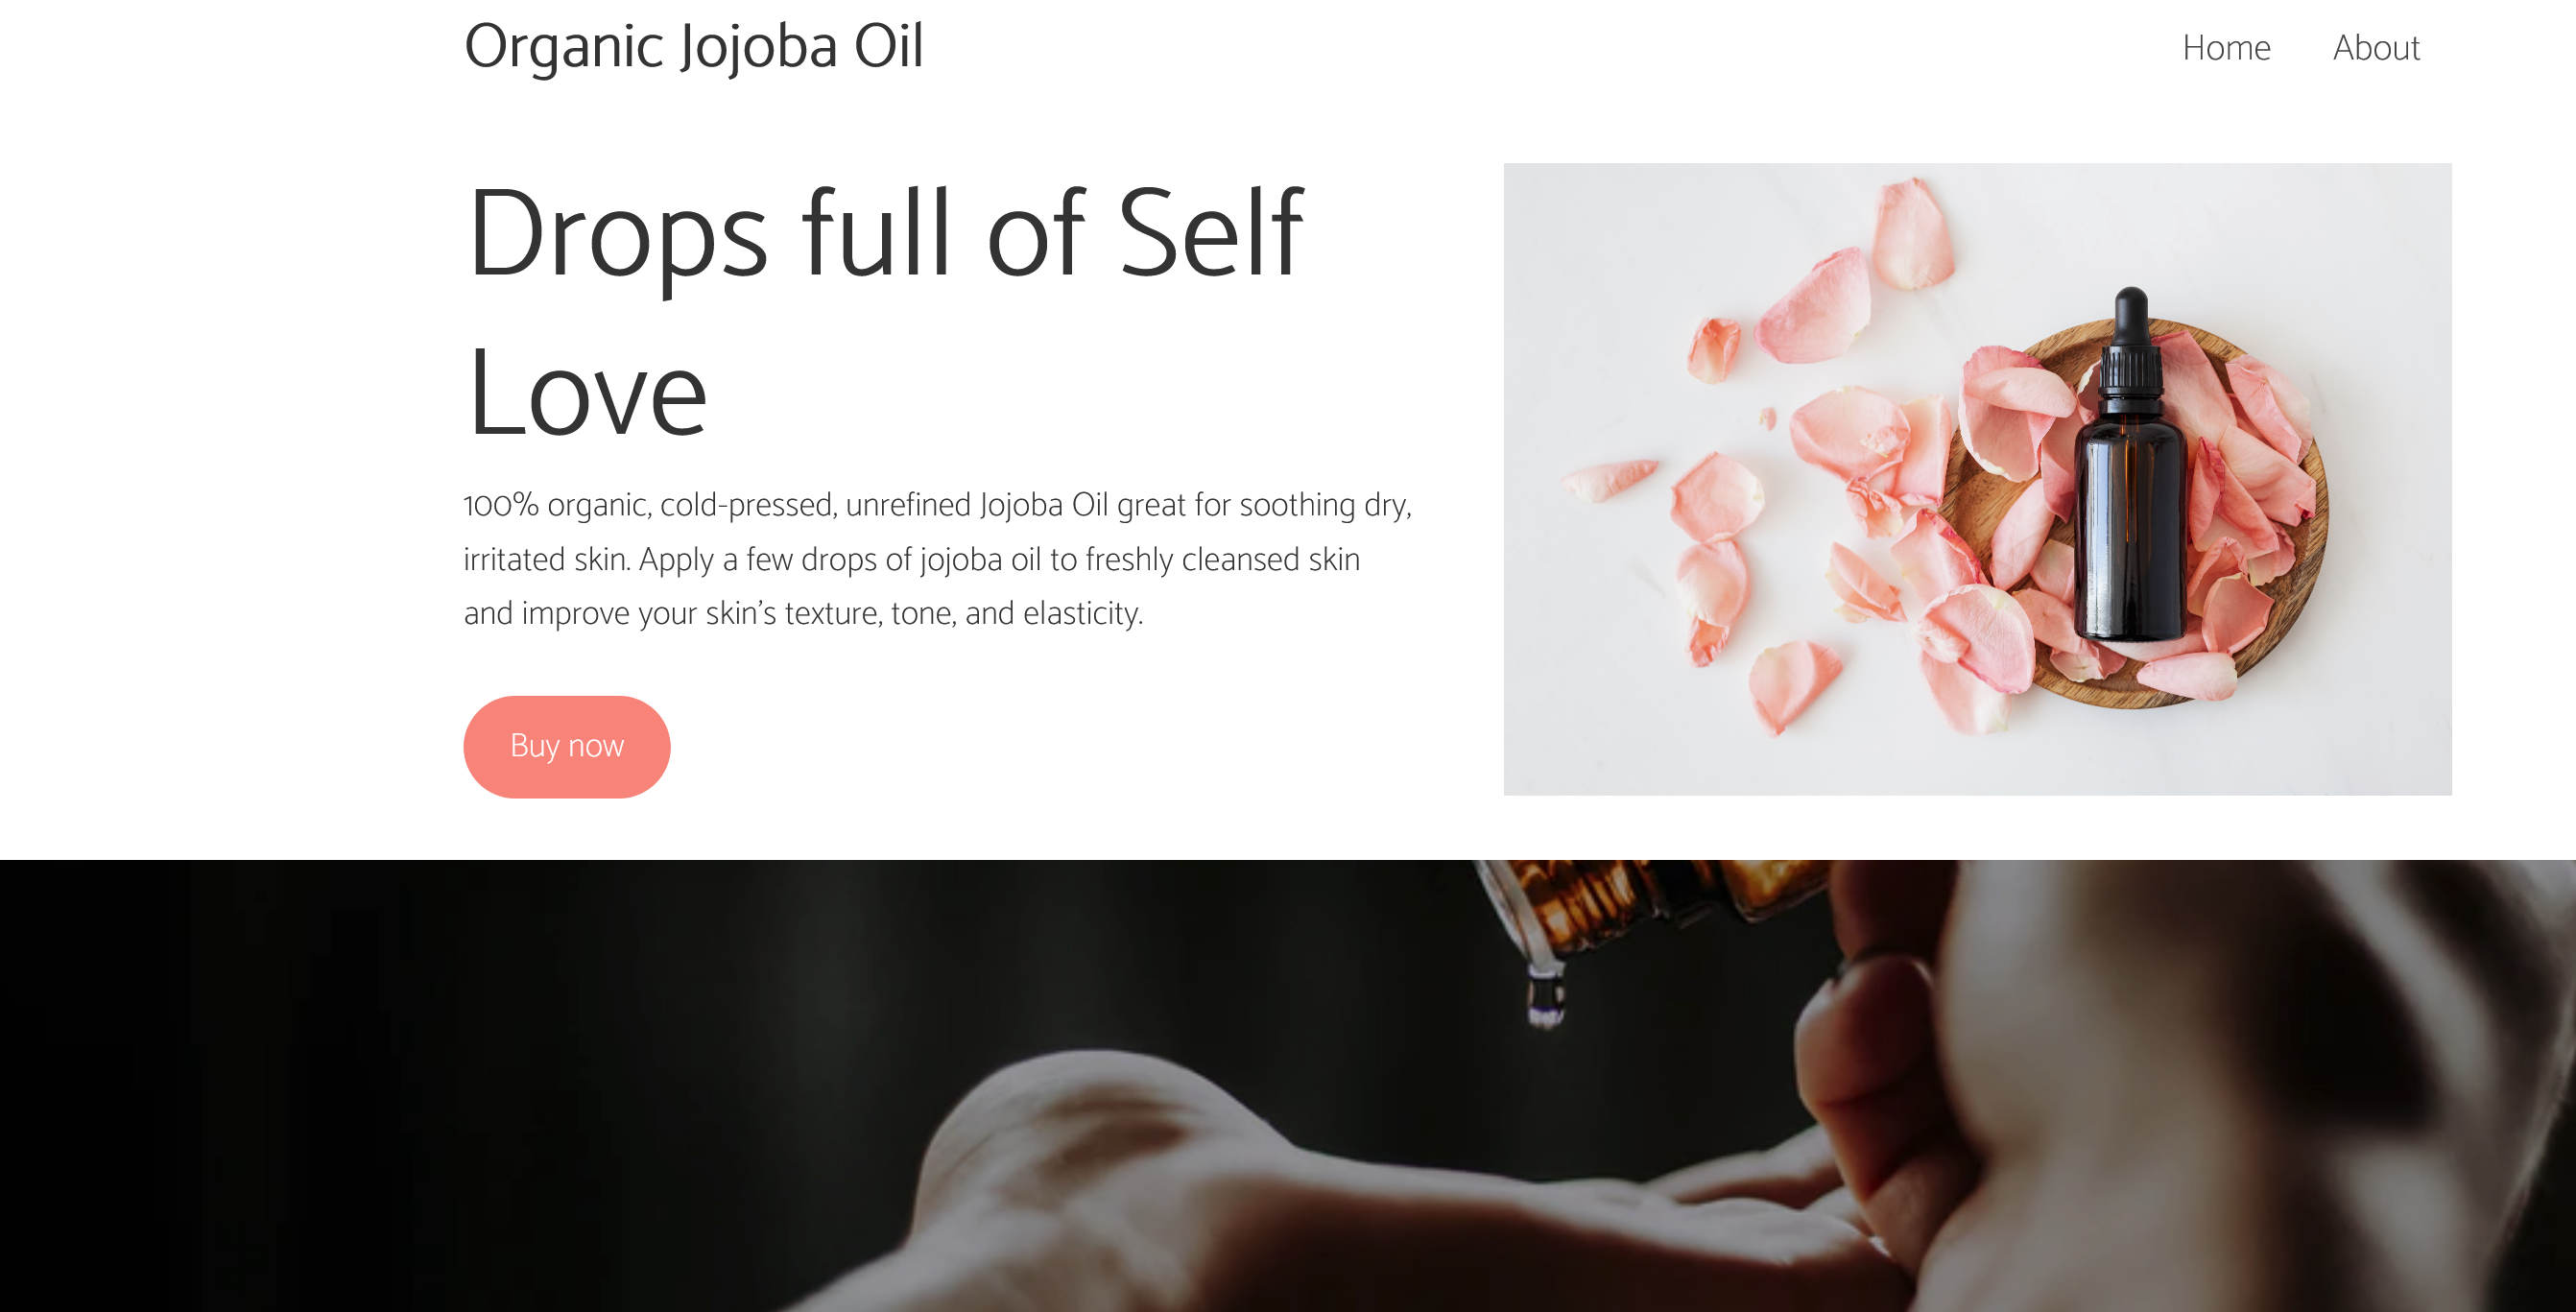 Organic Jojoba Oil
Home About
Drops full of Self
Love
100% organic, cold-pressed, unrefined Jojoba Oil great for soothing dry,
irritated skin. Apply a few drops of jojoba oil to freshly cleansed skin
and improve your skin’s texture, tone, and elasticity.
Buy now